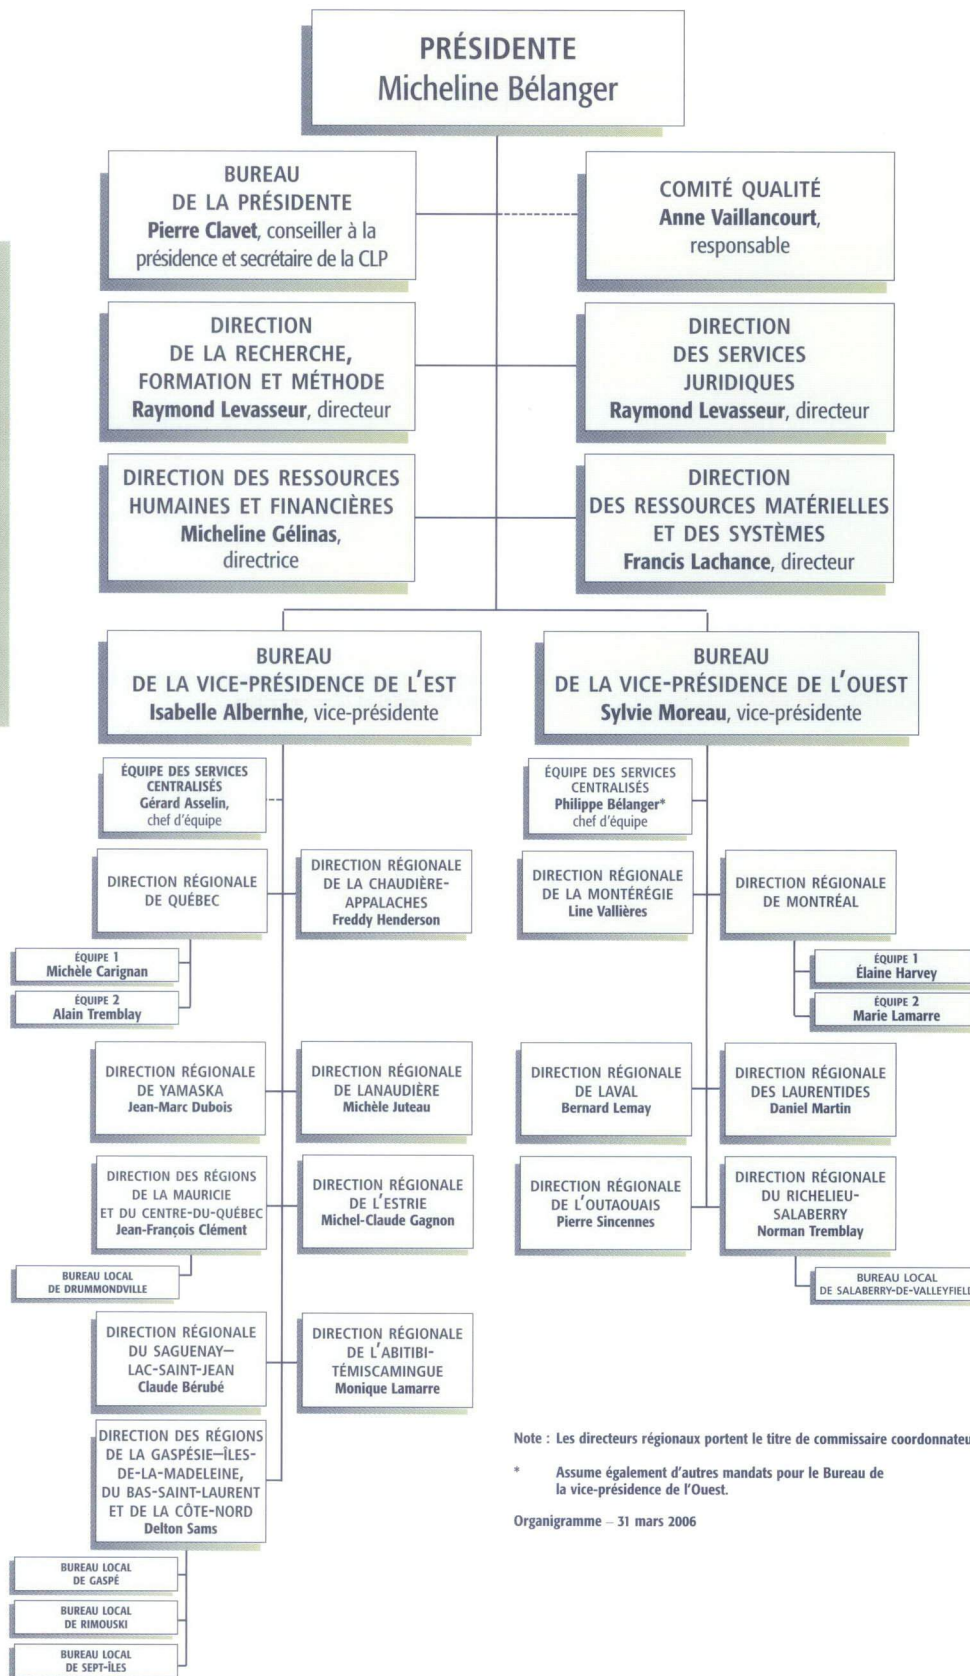 PRÉSIDENTE
Micheline Bélanger
BUREAU
DE LA PRÉSIDENTE
Pierre Clavet, conseiller à la
présidence et secrétaire de la CLP
COMITÉ QUALITÉ
Anne Vaillancourt,
responsable
DIRECTION
DE LA RECHERCHE,
FORMATION ET MÉTHODE
Raymond Levasseur, directeur
DIRECTION
DES SERVICES
JURIDIQUES
Raymond Levasseur, directeur
DIRECTION DES RESSOURCES
HUMAINES ET FINANCIÈRES
Micheline Gélinas,
directrice
DIRECTION
DES RESSOURCES MATÉRIELLES
ET DES SYSTÈMES
Francis Lachance, directeur
BUREAU
DE LA VICE-PRÉSIDENCE DE L'EST
Isabelle Albernhe, vice-présidente
BUREAU
DE LA VICE-PRÉSIDENCE DE L'OUEST
Sylvie Moreau, vice-présidente
ÉQUIPE DES SERVICES
CENTRALISÉS
Gérard Asselin,
chef d'équipe
ÉQUIPE DES SERVICES
CENTRALISÉS
Philippe Bélanger*
chef d'équipe
DIRECTION RÉGIONALE
DE QUÉBEC
DIRECTION RÉGIONALE
DE LA CHAUDIÈRE-
APPALACHES
Freddy Henderson
DIRECTION RÉGIONALE
DE LA MONTÉRÉGIE
Line Vallières
DIRECTION RÉGIONALE
DE MONTRÉAL
ÉQUIPE 1
Michèle Carignan
ÉQUIPE 2
Alain Tremblay
ÉQUIPE 1
Élaine Harvey
ÉQUIPE 2
Marie Lamarre
DIRECTION RÉGIONALE
DE YAMASKA
Jean-Marc Dubois
DIRECTION RÉGIONALE
DE LANAUDIÈRE
Michèle Juteau
DIRECTION RÉGIONALE
DE LAVAL
Bernard Lemay
DIRECTION RÉGIONALE
DES LAURENTIDES
Daniel Martin
DIRECTION DES RÉGIONS
DE LA MAURICIE
ET DU CENTRE-DU-QUÉBEC
Jean-François Clément
DIRECTION RÉGIONALE
DE L'ESTRIE
Michel-Claude Gagnon
DIRECTION RÉGIONALE
DE L'OUTAOUAIS
Pierre Sincennes
DIRECTION RÉGIONALE
DU RICHELIEU-
SALABERRY
Norman Tremblay
BUREAU LOCAL
DE DRUMMONDVILLE
BUREAU LOCAL
DE SALABERRY-DE-VALLEYFIELD
DIRECTION RÉGIONALE
DU SAGUENAY–
LAC-SAINT-JEAN
Claude Bérubé
DIRECTION RÉGIONALE
DE L'ABITIBI-
TÉMISCAMINGUE
Monique Lamarre
DIRECTION DES RÉGIONS
DE LA GASPÉSIE–ÎLES-
DE-LA-MADELEINE,
DU BAS-SAINT-LAURENT
ET DE LA CÔTE-NORD
Delton Sams
BUREAU LOCAL
DE GASPÉ
BUREAU LOCAL
DE RIMOUSKI
BUREAU LOCAL
DE SEPT-ÎLES
Note : Les directeurs régionaux portent le titre de commissaire coordonnateur
* Assume également d'autres mandats pour le Bureau de
la vice-présidence de l'Ouest.
Organigramme – 31 mars 2006